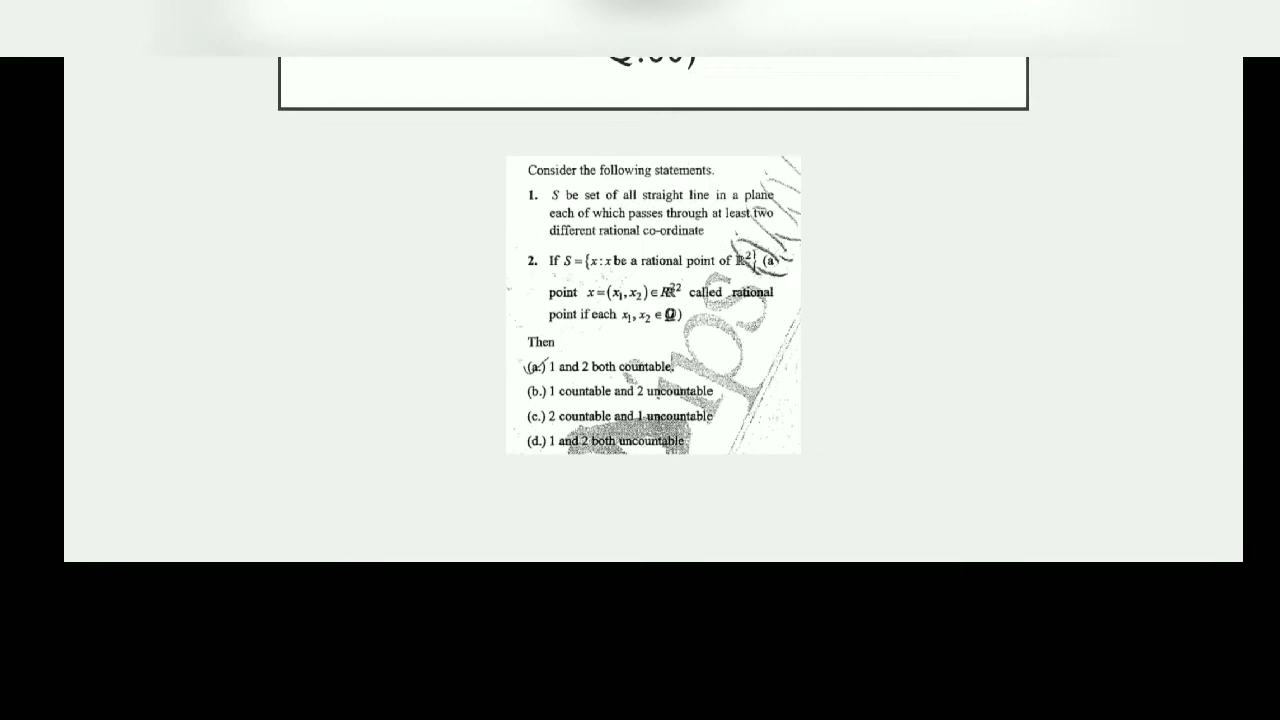 Consider the following statements.
1. S be set of all straight line in a plane
each of which passes through at least two
different rational co-ordinate
2. If S = {x : x be a rational point of ℝ²} (a
point x = (x₁, x₂) ∈ ℝ² called rational
point if each x₁, x₂ ∈ ℚ)
Then
(a.) 1 and 2 both countable.
(b.) 1 countable and 2 uncountable
(c.) 2 countable and 1 uncountable
(d.) 1 and 2 both uncountable